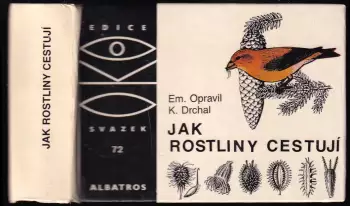 JAK ROSTLINY CESTUJÍ
EDICE
SVAZEK
72
ALBATROS
Em. Opravil
K. Drchal
JAK
ROSTLINY CESTUJÍ